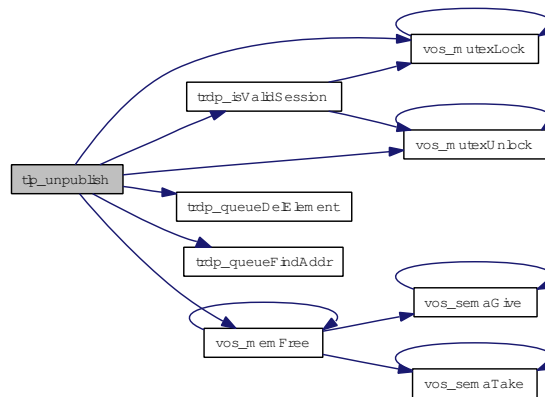 vos_mutexLock
trdp_isValidSession
vos_mutexUnlock
tlp_unpublish
trdp_queueDelElement
trdp_queueFindAddr
vos_semaGive
vos_memFree
vos_semaTake